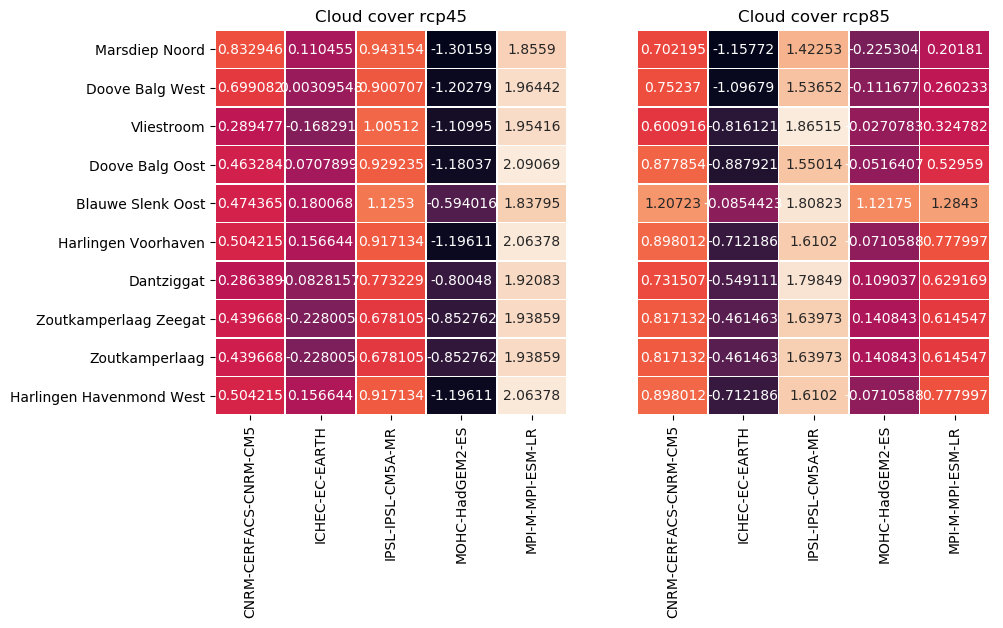 Cloud cover rcp45 Cloud cover rcp85
Marsdiep Noord 0.832946 0.110455 0.943154 -1.30159 1.8559 0.702195 -1.15772 1.42253 -0.225304 0.20181
Doove Balg West 0.699082 0.00309548 0.900707 -1.20279 1.96442 0.75237 -1.09679 1.53652 -0.111677 0.260233
Vliestroom 0.289477 -0.168291 1.00512 -1.10995 1.95416 0.600916 -0.816121 1.86515 -0.0270783 0.324782
Doove Balg Oost 0.463284 0.0707899 0.929235 -1.18037 2.09069 0.877854 -0.887921 1.55014 -0.0516407 0.52959
Blauwe Slenk Oost 0.474365 0.180068 1.1253 -0.594016 1.83795 1.20723 -0.0854423 1.80823 1.12175 1.2843
Harlingen Voorhaven 0.504215 0.156644 0.917134 -1.19611 2.06378 0.898012 -0.712186 1.6102 -0.0710588 0.777997
Dantziggat 0.286389 -0.0828157 0.773229 -0.80048 1.92083 0.731507 -0.549111 1.79849 0.109037 0.629169
Zoutkamperlaag Zeegat 0.439668 -0.228005 0.678105 -0.852762 1.93859 0.817132 -0.461463 1.63973 0.140843 0.614547
Zoutkamperlaag 0.439668 -0.228005 0.678105 -0.852762 1.93859 0.817132 -0.461463 1.63973 0.140843 0.614547
Harlingen Havenmond West 0.504215 0.156644 0.917134 -1.19611 2.06378 0.898012 -0.712186 1.6102 -0.0710588 0.777997
CNRM-CERFACS-CNRM-CM5
ICHEC-EC-EARTH
IPSL-IPSL-CM5A-MR
MOHC-HadGEM2-ES
MPI-M-MPI-ESM-LR
CNRM-CERFACS-CNRM-CM5
ICHEC-EC-EARTH
IPSL-IPSL-CM5A-MR
MOHC-HadGEM2-ES
MPI-M-MPI-ESM-LR